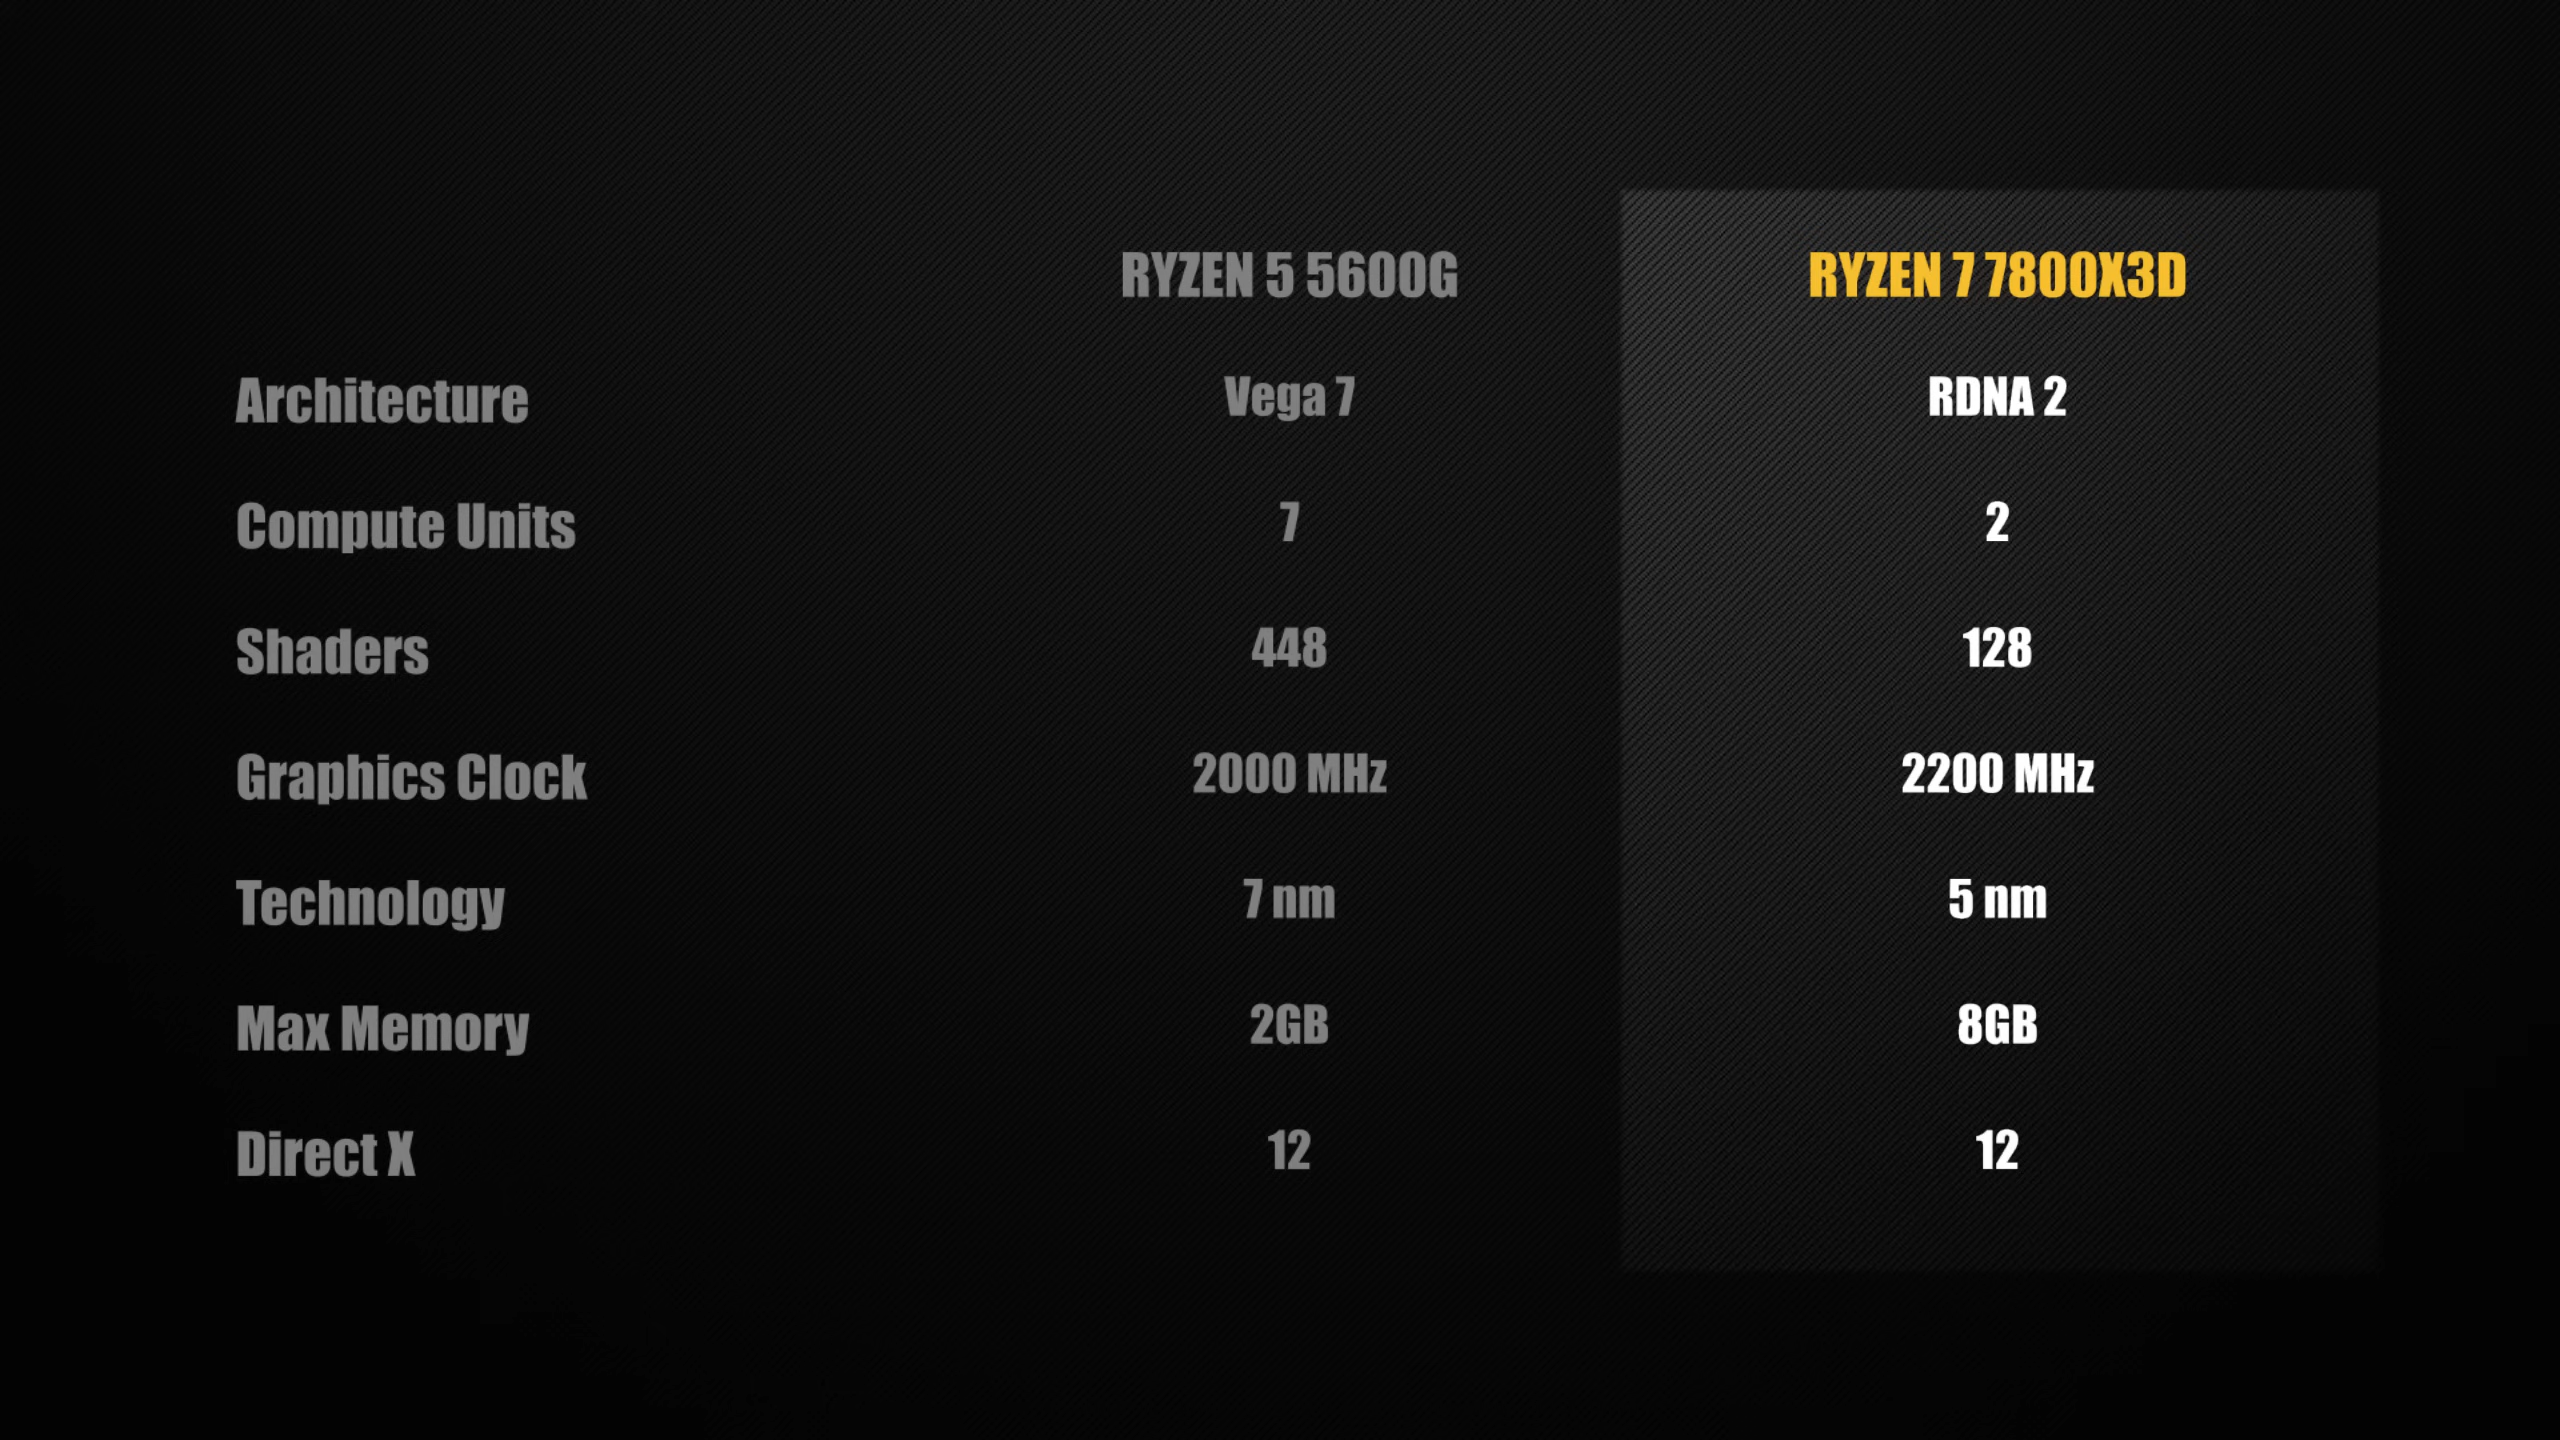 RYZEN 5 5600G RYZEN 7 7800X3D
Architecture Vega 7 RDNA 2
Compute Units 7 2
Shaders 448 128
Graphics Clock 2000 MHz 2200 MHz
Technology 7 nm 5 nm
Max Memory 2GB 8GB
Direct X 12 12